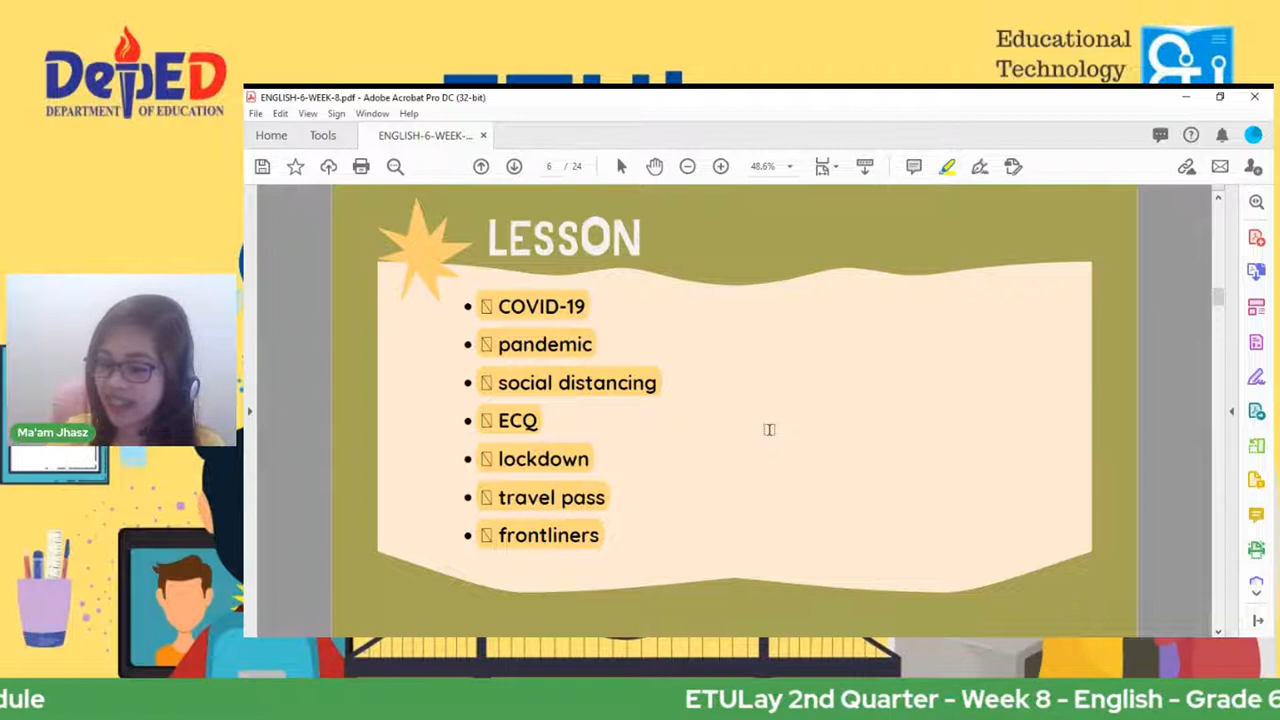 DepED
DEPARTMENT OF EDUCATION
Educational
Technology
ENGLISH-6-WEEK-8.pdf - Adobe Acrobat Pro DC (32-bit)
File Edit View Sign Window Help
Home Tools ENGLISH-6-WEEK-...
6 / 24 48.6%
LESSON
• COVID-19
• pandemic
• social distancing
• ECQ
• lockdown
• travel pass
• frontliners
Ma'am Jhasz
dule ETULay 2nd Quarter - Week 8 - English - Grade 6